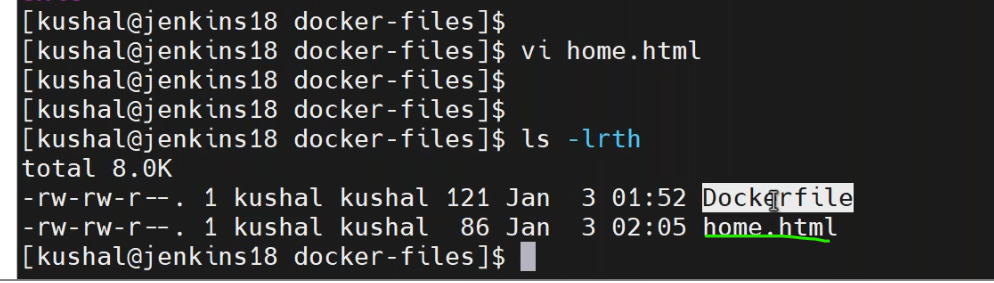 [kushal@jenkins18 docker-files]$
[kushal@jenkins18 docker-files]$ vi home.html
[kushal@jenkins18 docker-files]$
[kushal@jenkins18 docker-files]$
[kushal@jenkins18 docker-files]$ ls -lrth
total 8.0K
-rw-rw-r--. 1 kushal kushal 121 Jan  3 01:52 Dockerfile
-rw-rw-r--. 1 kushal kushal  86 Jan  3 02:05 home.html
[kushal@jenkins18 docker-files]$